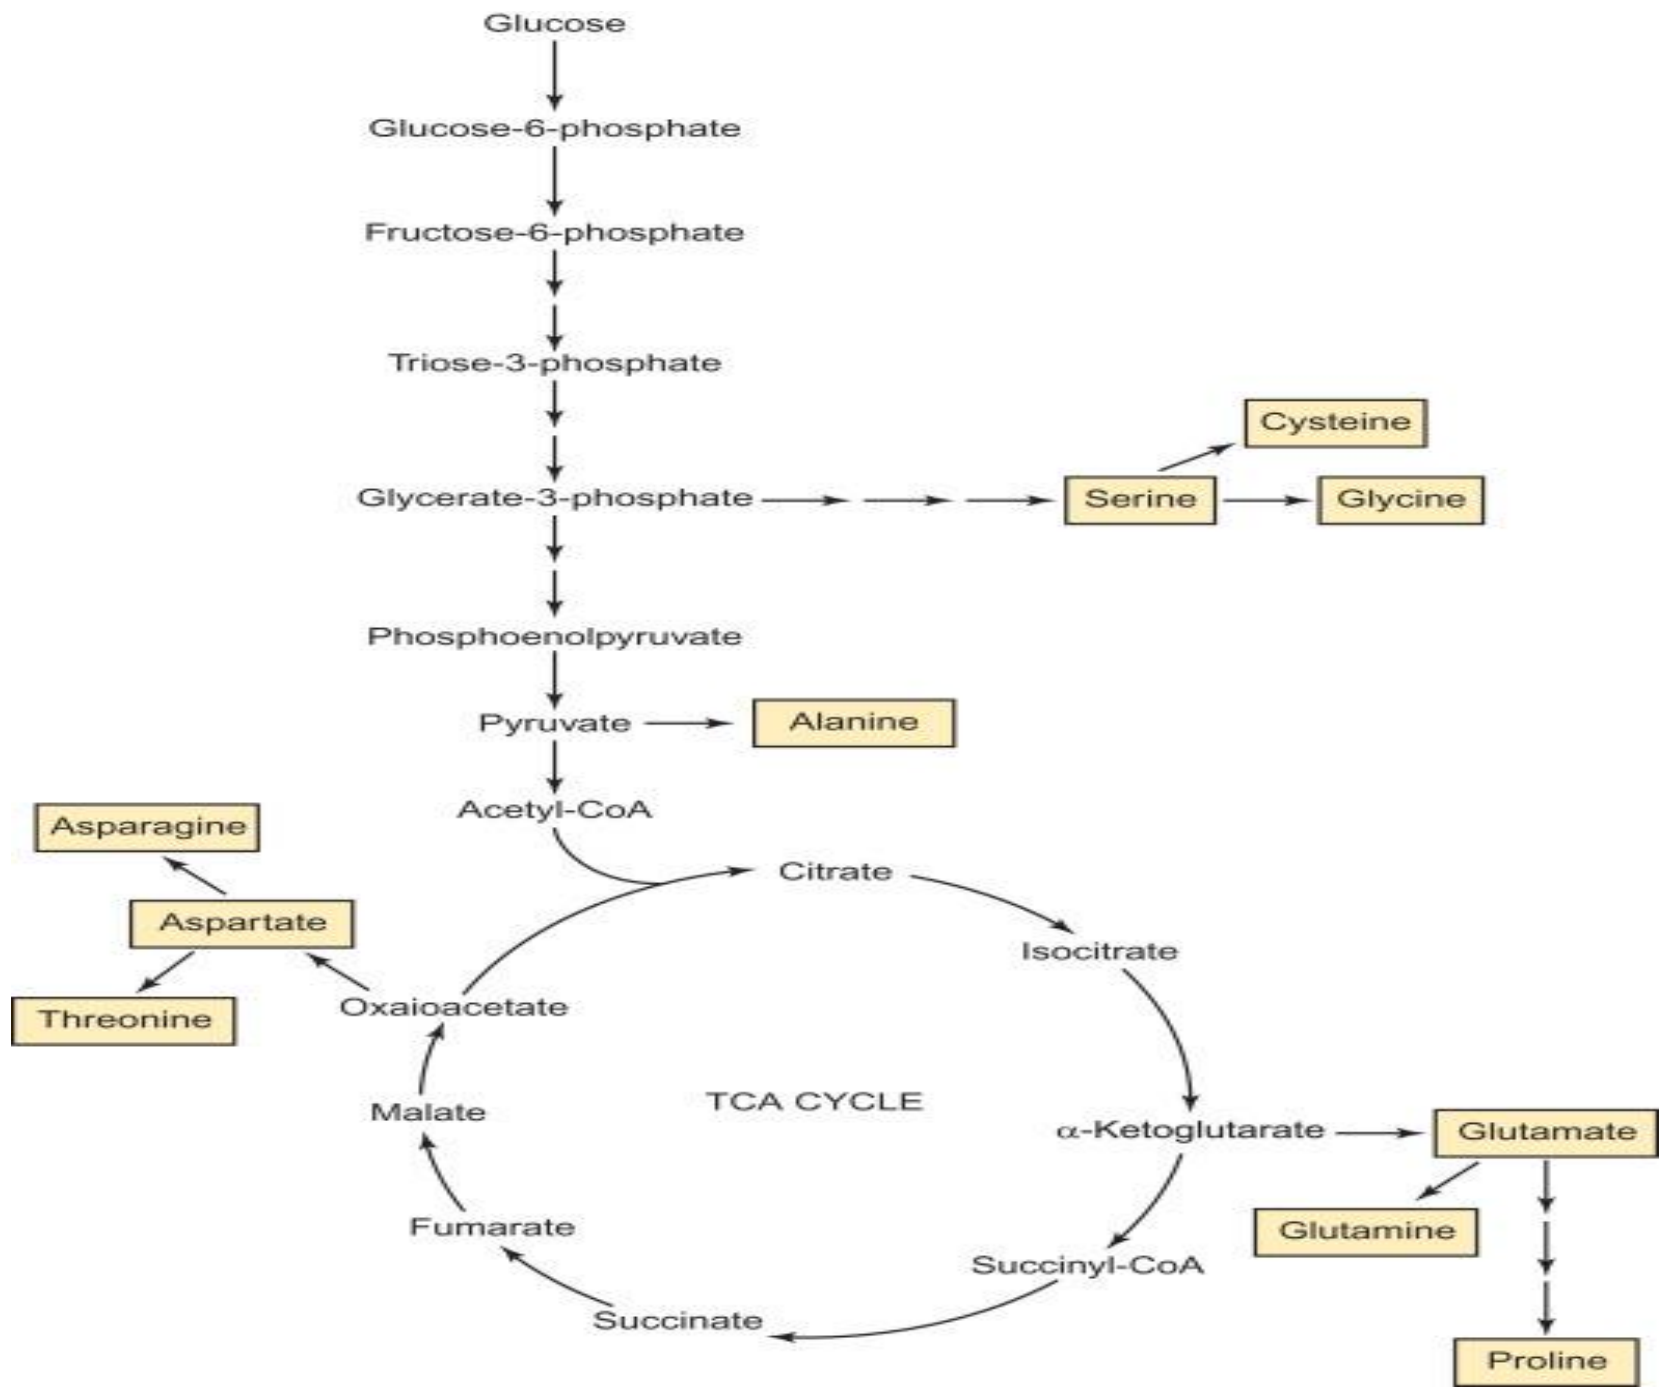 Glucose
Glucose-6-phosphate
Fructose-6-phosphate
Triose-3-phosphate
Cysteine
Glycerate-3-phosphate
Serine
Glycine
Phosphoenolpyruvate
Pyruvate
Alanine
Acetyl-CoA
Asparagine
Citrate
Aspartate
Isocitrate
Oxaioacetate
Threonine
TCA CYCLE
Malate
α-Ketoglutarate
Glutamate
Fumarate
Glutamine
Succinyl-CoA
Succinate
Proline